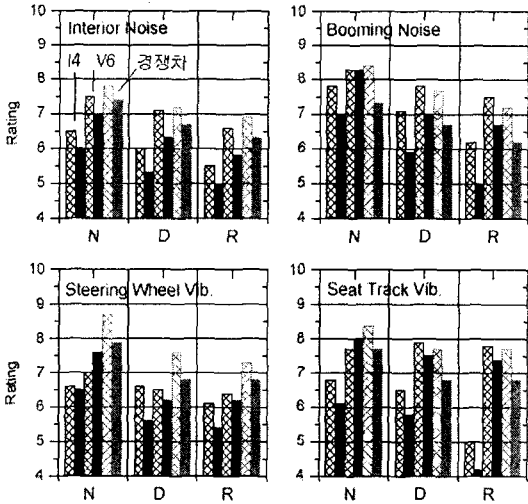 Interior Noise
Booming Noise
10
9
8
7
6
5
4
Rating
I4 V6 경쟁차
N D R
10
9
8
7
6
5
4
N D R
Steering Wheel Vib.
Seat Track Vib.
10
9
8
7
6
5
4
Rating
N D R
10
9
8
7
6
5
4
N D R